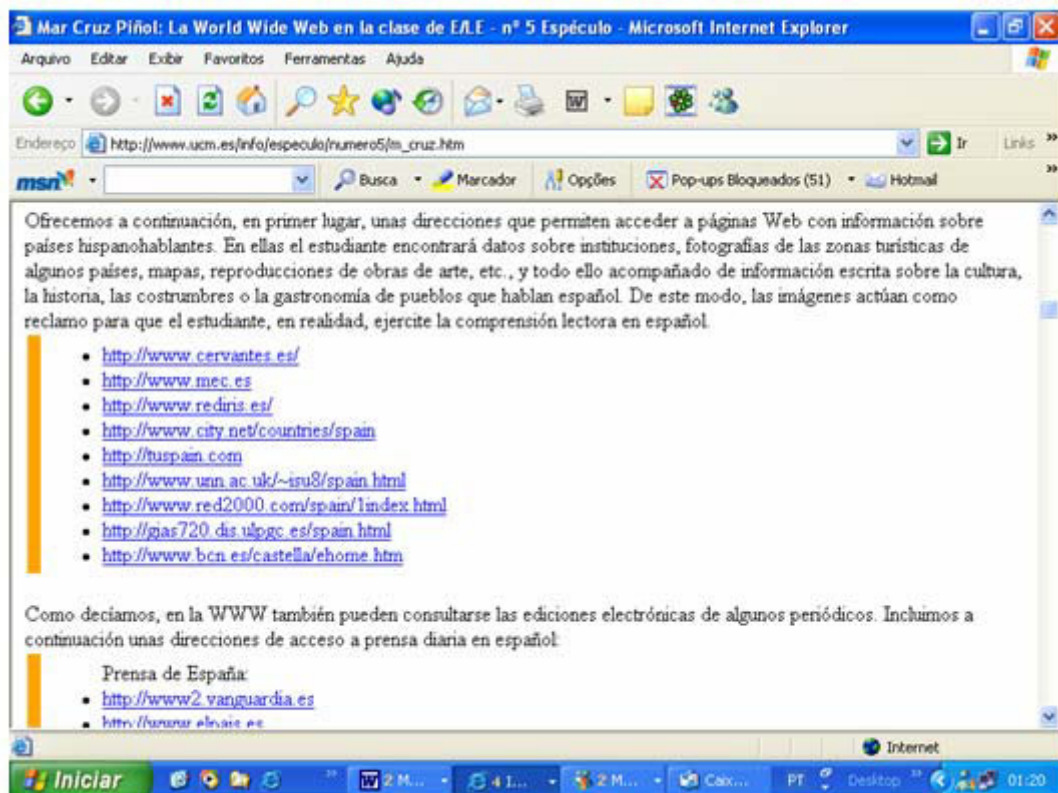 Mar Cruz Piñol: La World Wide Web en la clase de E/LE - nº 5 Espéculo - Microsoft Internet Explorer
Arquivo Editar Exibir Favoritos Ferramentas Ajuda
Endereço http://www.ucm.es/info/especulo/numero5/m_cruz.htm Ir Links »
msn Busca Marcador Opções Pop-ups Bloqueados (51) Hotmail »
Ofrecemos a continuación, en primer lugar, unas direcciones que permiten acceder a páginas Web con información sobre
países hispanohablantes. En ellas el estudiante encontrará datos sobre instituciones, fotografías de las zonas turísticas de
algunos países, mapas, reproducciones de obras de arte, etc., y todo ello acompañado de información escrita sobre la cultura,
la historia, las costrumbres o la gastronomía de pueblos que hablan español. De este modo, las imágenes actúan como
reclamo para que el estudiante, en realidad, ejercite la comprensión lectora en español.
• http://www.cervantes.es/
• http://www.mec.es
• http://www.rediris.es/
• http://www.city.net/countries/spain
• http://tuspain.com
• http://www.unn.ac.uk/~isu8/spain.html
• http://www.red2000.com/spain/1index.html
• http://gias720.dis.ulpgc.es/spain.html
• http://www.bcn.es/castella/ehome.htm
Como decíamos, en la WWW también pueden consultarse las ediciones electrónicas de algunos periódicos. Incluimos a
continuación unas direcciones de acceso a prensa diaria en español:
Prensa de España:
• http://www2.vanguardia.es
• http://www.elpais.es
Internet
Iniciar » 2 M... 4 I... 2 M... Caix... PT Desktop » 01:20